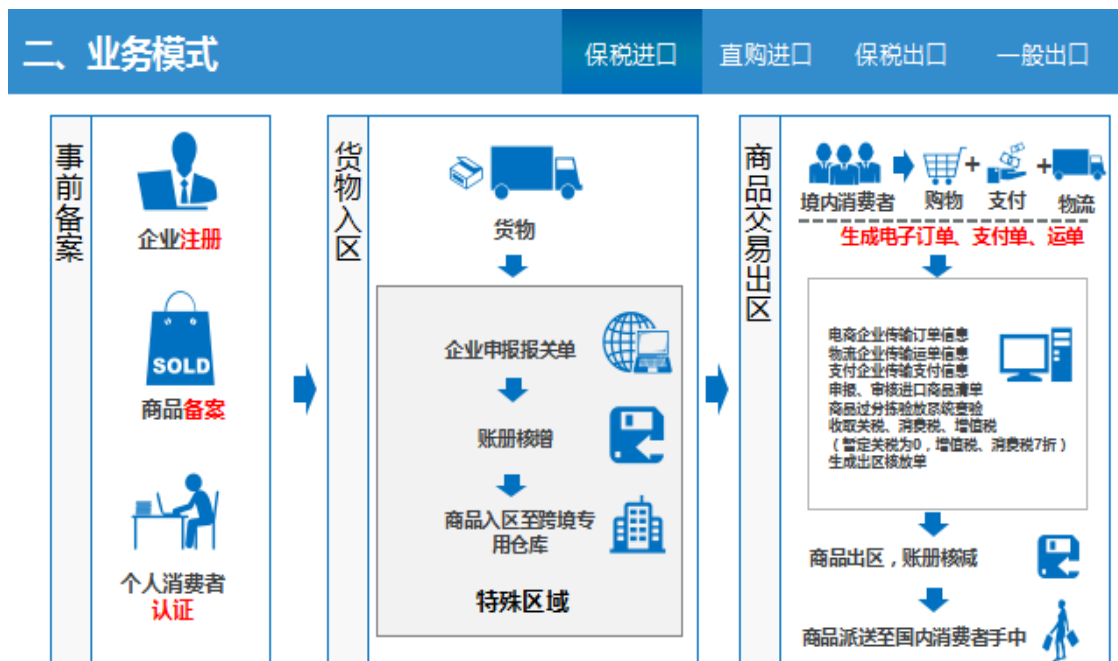 二、业务模式
保税进口
直购进口
保税出口
一般出口
事前备案
企业注册
SOLD
商品备案
个人消费者
认证
货物入区
货物
企业申报报关单
账册核增
商品入区至跨境专
用仓库
特殊区域
商品交易出区
境内消费者 购物 + 支付 + 物流
生成电子订单、支付单、运单
电商企业传输订单信息
物流企业传输运单信息
支付企业传输支付信息
申报、审核进口商品清单
商品过分拣验放系统查验
收取关税、消费税、增值税
（暂定关税为0，增值税、消费税7折）
生成出区核放单
商品出区，账册核减
商品派送至国内消费者手中